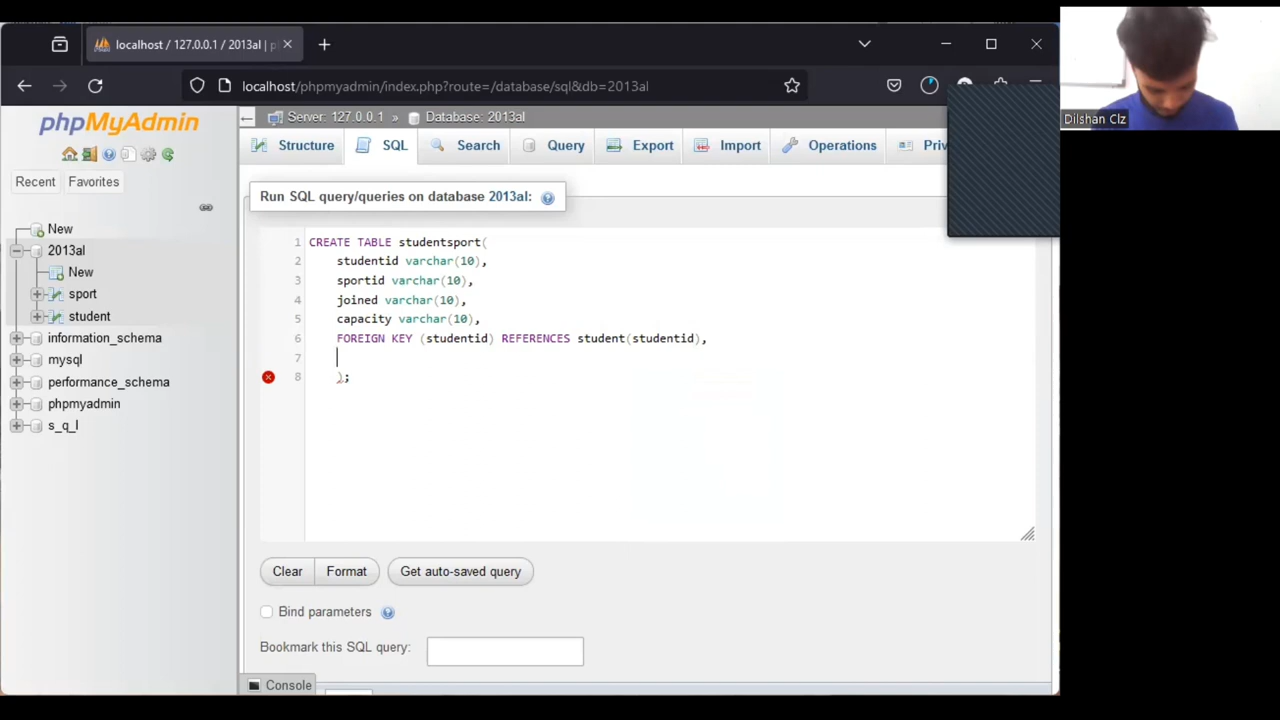 localhost / 127.0.0.1 / 2013al | p
localhost/phpmyadmin/index.php?route=/database/sql&db=2013al
Dilshan Clz
phpMyAdmin
Server: 127.0.0.1 » Database: 2013al
Structure SQL Search Query Export Import Operations Pri
Recent Favorites
Run SQL query/queries on database 2013al:
New
2013al
New
sport
student
information_schema
mysql
performance_schema
phpmyadmin
s_q_l
1 CREATE TABLE studentsport(
2 studentid varchar(10),
3 sportid varchar(10),
4 joined varchar(10),
5 capacity varchar(10),
6 FOREIGN KEY (studentid) REFERENCES student(studentid),
7
8 );
Clear Format Get auto-saved query
Bind parameters
Bookmark this SQL query:
Console